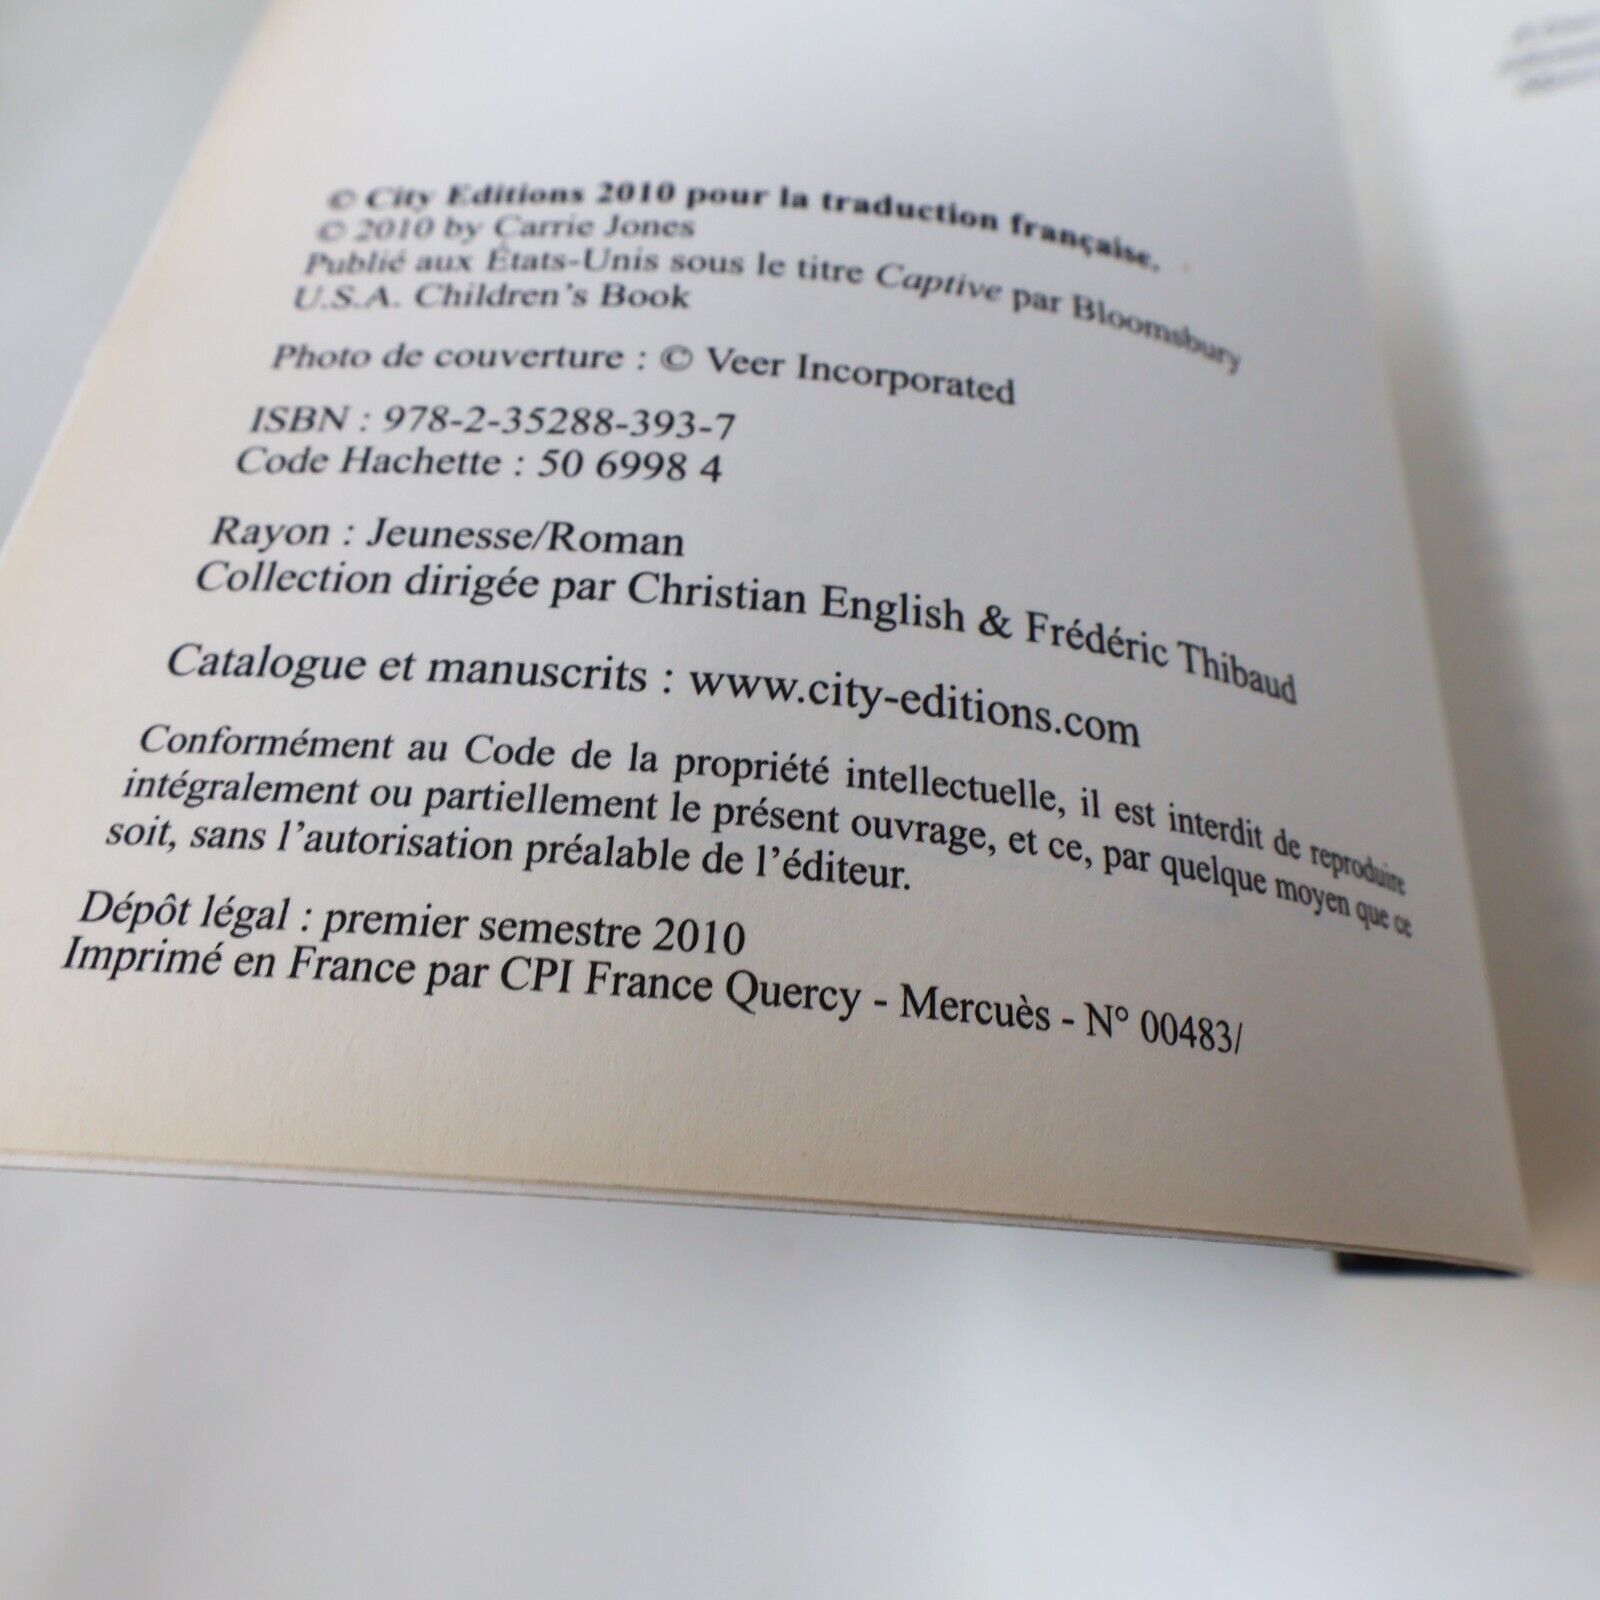 © City Editions 2010 pour la traduction française.
© 2010 by Carrie Jones
Publié aux États-Unis sous le titre Captive par Bloomsbury
U.S.A. Children's Book
Photo de couverture : © Veer Incorporated
ISBN : 978-2-35288-393-7
Code Hachette : 50 6998 4
Rayon : Jeunesse/Roman
Collection dirigée par Christian English & Frédéric Thibaud
Catalogue et manuscrits : www.city-editions.com
Conformément au Code de la propriété intellectuelle, il est interdit de reproduire
intégralement ou partiellement le présent ouvrage, et ce, par quelque moyen que ce
soit, sans l'autorisation préalable de l'éditeur.
Dépôt légal : premier semestre 2010
Imprimé en France par CPI France Quercy - Mercuès - N° 00483/